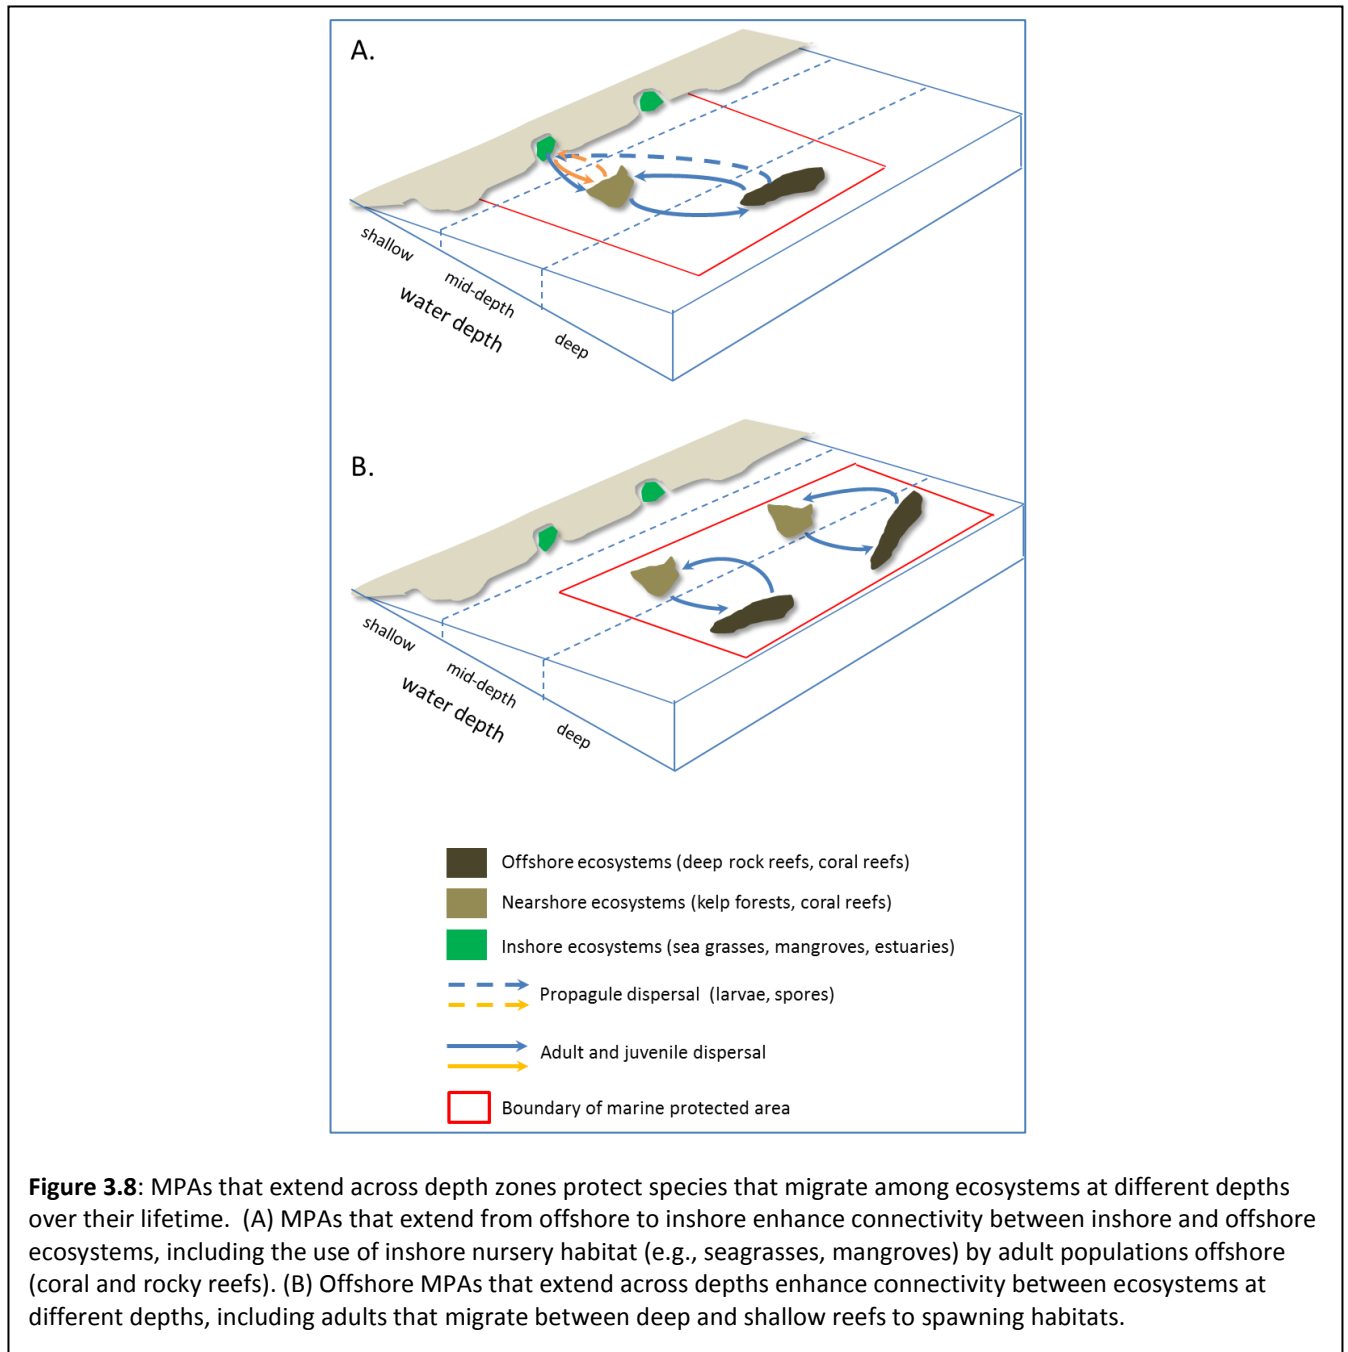 A.
shallow
mid-depth
water depth
deep
B.
shallow
mid-depth
water depth
deep
Offshore ecosystems (deep rock reefs, coral reefs)
Nearshore ecosystems (kelp forests, coral reefs)
Inshore ecosystems (sea grasses, mangroves, estuaries)
Propagule dispersal (larvae, spores)
Adult and juvenile dispersal
Boundary of marine protected area
Figure 3.8: MPAs that extend across depth zones protect species that migrate among ecosystems at different depths
over their lifetime. (A) MPAs that extend from offshore to inshore enhance connectivity between inshore and offshore
ecosystems, including the use of inshore nursery habitat (e.g., seagrasses, mangroves) by adult populations offshore
(coral and rocky reefs). (B) Offshore MPAs that extend across depths enhance connectivity between ecosystems at
different depths, including adults that migrate between deep and shallow reefs to spawning habitats.